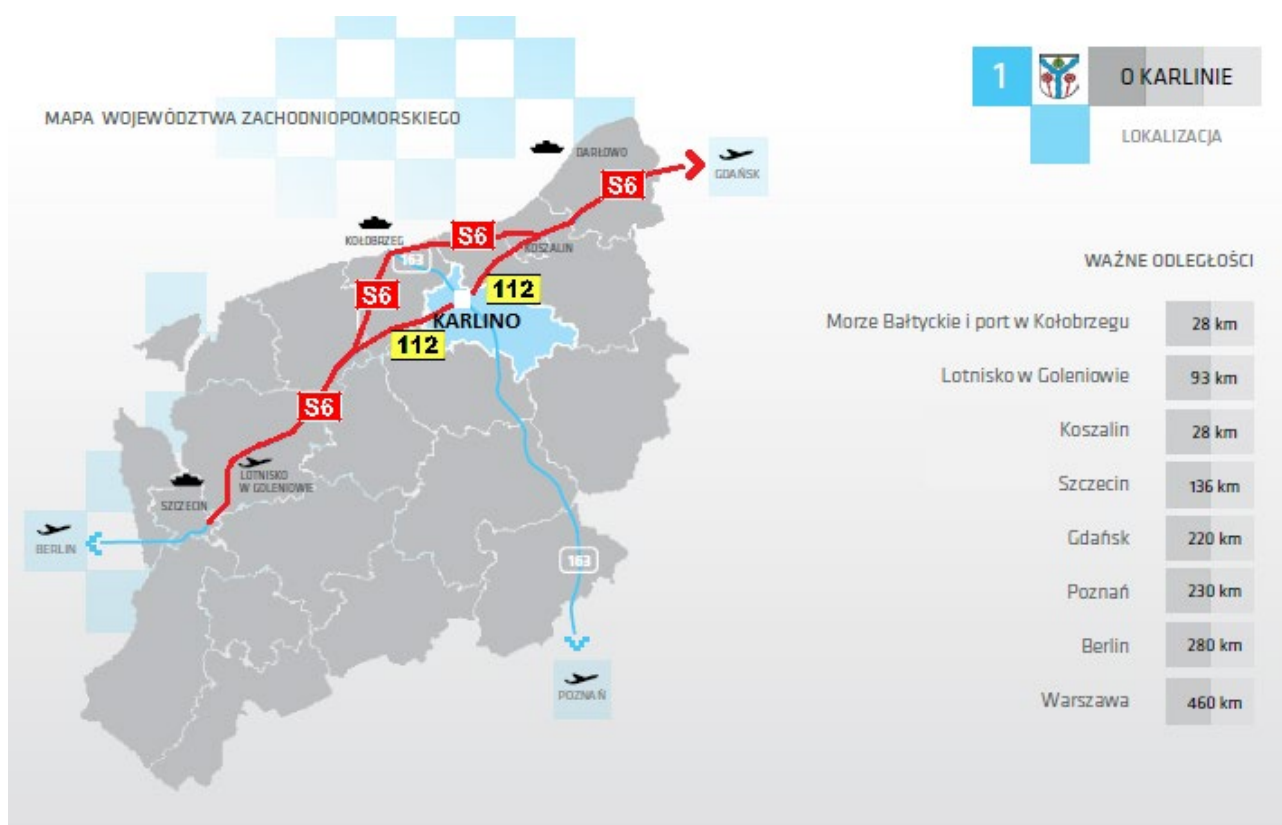 1
O KARLINIE
LOKALIZACJA
MAPA WOJEWÓDZTWA ZACHODNIOPOMORSKIEGO
DARŁOWO
GDAŃSK
S6
KOŁOBRZEG
S6
KOSZALIN
163
S6
112
KARLINO
112
S6
LOTNISKO
W GOLENIOWIE
SZCZECIN
BERLIN
163
POZNAŃ
WAŻNE ODLEGŁOŚCI
Morze Bałtyckie i port w Kołobrzegu 28 km
Lotnisko w Goleniowie 93 km
Koszalin 28 km
Szczecin 136 km
Gdańsk 220 km
Poznań 230 km
Berlin 280 km
Warszawa 460 km